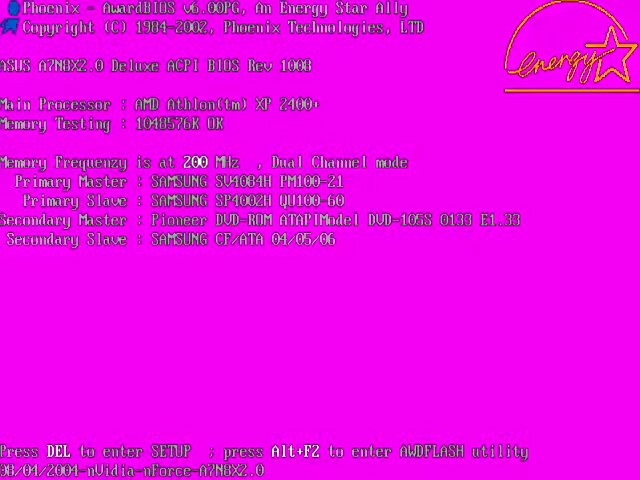 Phoenix - AwardBIOS v6.00PG, An Energy Star Ally
Copyright (C) 1984-2002, Phoenix Technologies, LTD
energy
ASUS A7N8X2.0 Deluxe ACPI BIOS Rev 1008
Main Processor : AMD Athlon(tm) XP 2400+
Memory Testing : 1048576K OK
Memory Frequenzy is at 200 MHz , Dual Channel mode
Primary Master : SAMSUNG SV4084H PM100-21
Primary Slave : SAMSUNG SP4002H QU100-60
Secondary Master : Pioneer DVD-ROM ATAPIModel DVD-105S 0133 E1.33
Secondary Slave : SAMSUNG CF/ATA 04/05/06
Press DEL to enter SETUP ; press Alt+F2 to enter AWDFLASH utility
08/04/2004-nVidia-nForce-A7N8X2.0